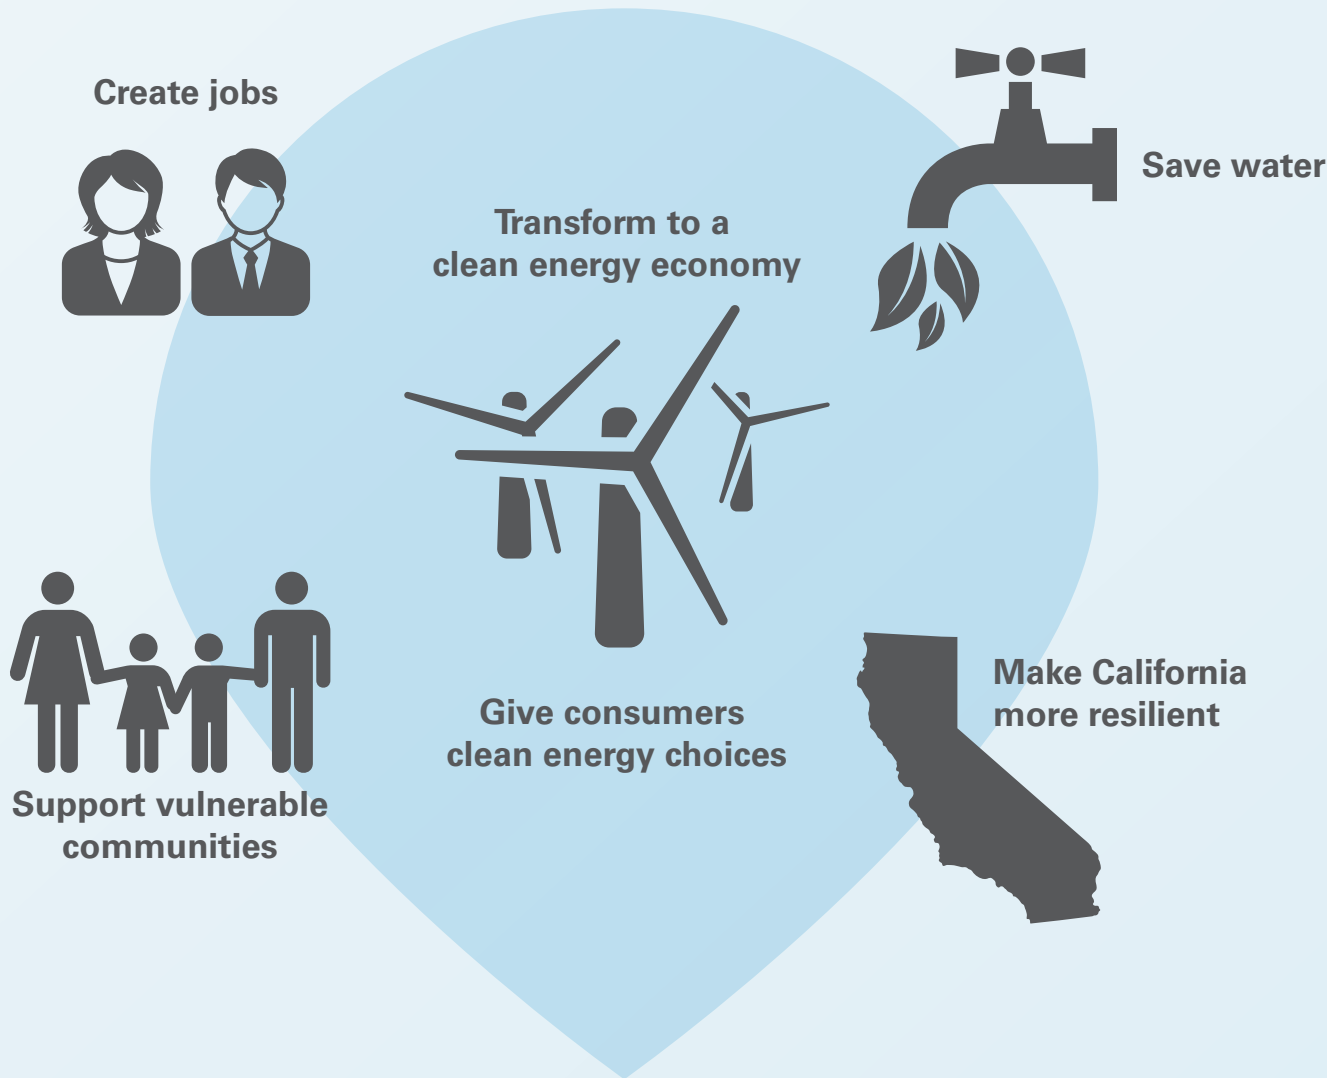 Create jobs
Save water
Transform to a
clean energy economy
Give consumers
clean energy choices
Make California
more resilient
Support vulnerable
communities